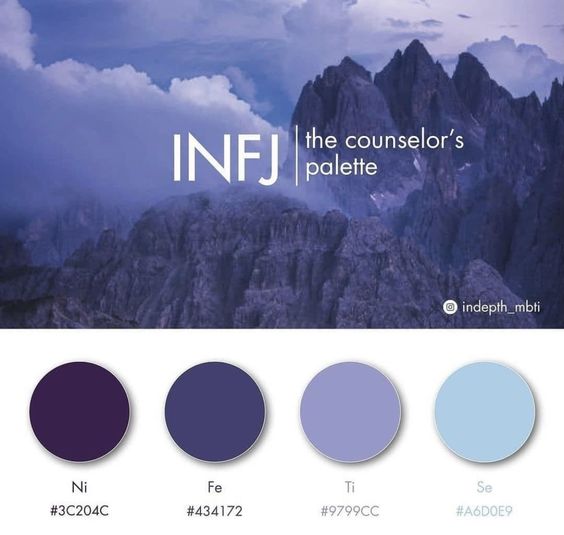 INFJ
the counselor's
palette
indepth_mbti
Ni
Fe
Ti
Se
#3C204C
#434172
#9799CC
#A6D0E9